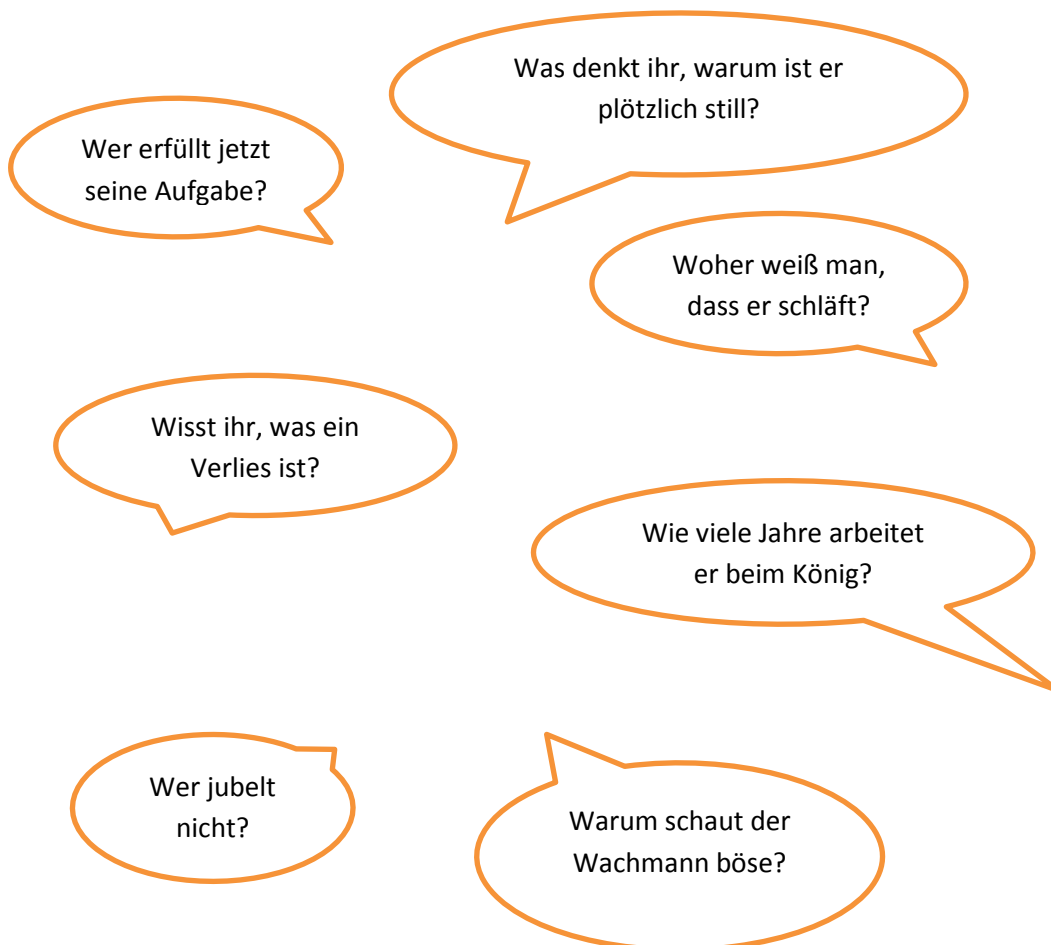 Was denkt ihr, warum ist er
plötzlich still?
Wer erfüllt jetzt
seine Aufgabe?
Woher weiß man,
dass er schläft?
Wisst ihr, was ein
Verlies ist?
Wie viele Jahre arbeitet
er beim König?
Wer jubelt
nicht?
Warum schaut der
Wachmann böse?